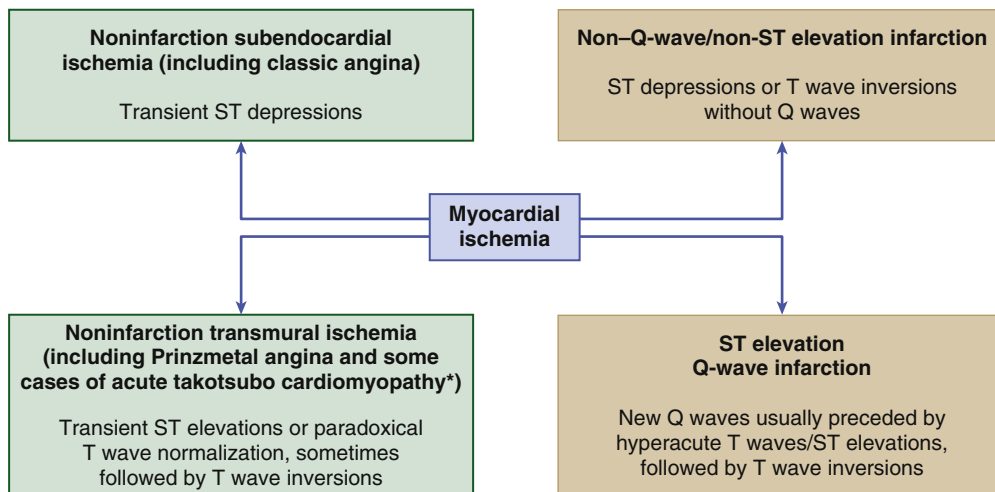 Noninfarction subendocardial
ischemia (including classic angina)
Transient ST depressions
Non–Q-wave/non-ST elevation infarction
ST depressions or T wave inversions
without Q waves
Myocardial
ischemia
Noninfarction transmural ischemia
(including Prinzmetal angina and some
cases of acute takotsubo cardiomyopathy*)
Transient ST elevations or paradoxical
T wave normalization, sometimes
followed by T wave inversions
ST elevation
Q-wave infarction
New Q waves usually preceded by
hyperacute T waves/ST elevations,
followed by T wave inversions